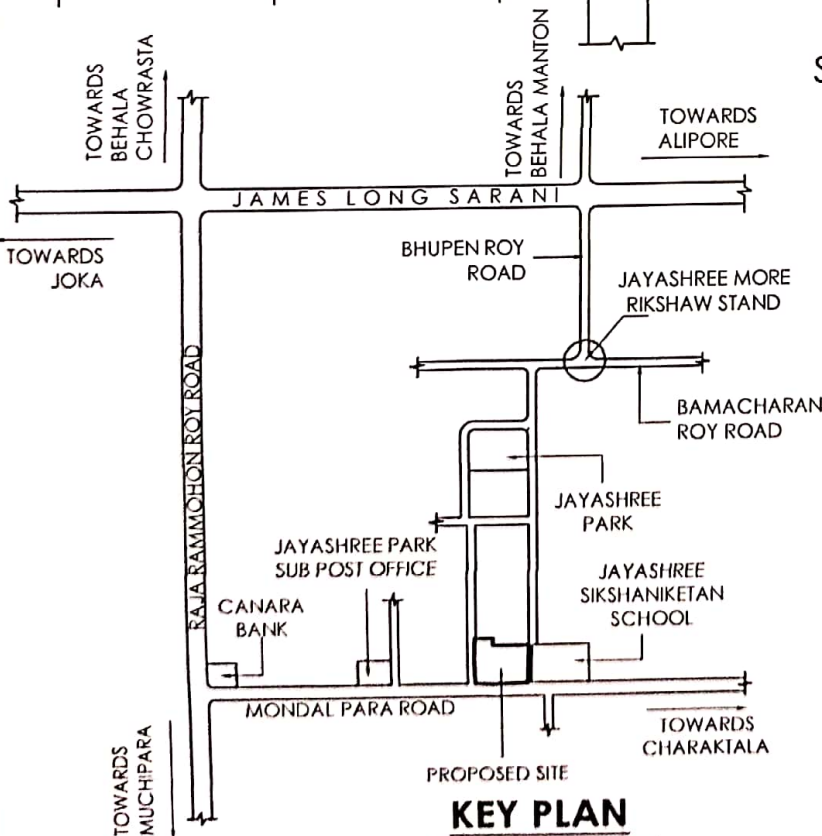 TOWARDS
BEHALA
CHOWRASTA
TOWARDS
BEHALA MANTON
S
TOWARDS
ALIPORE
JAMES LONG SARANI
TOWARDS
JOKA
BHUPEN ROY
ROAD
JAYASHREE MORE
RIKSHAW STAND
RAJA RAMMOHON ROY ROAD
BAMACHARAN
ROY ROAD
JAYASHREE
PARK
JAYASHREE PARK
SUB POST OFFICE
JAYASHREE
SIKSHANIKETAN
SCHOOL
CANARA
BANK
MONDAL PARA ROAD
TOWARDS
CHARAKTALA
TOWARDS
MUCHIPARA
PROPOSED SITE
KEY PLAN